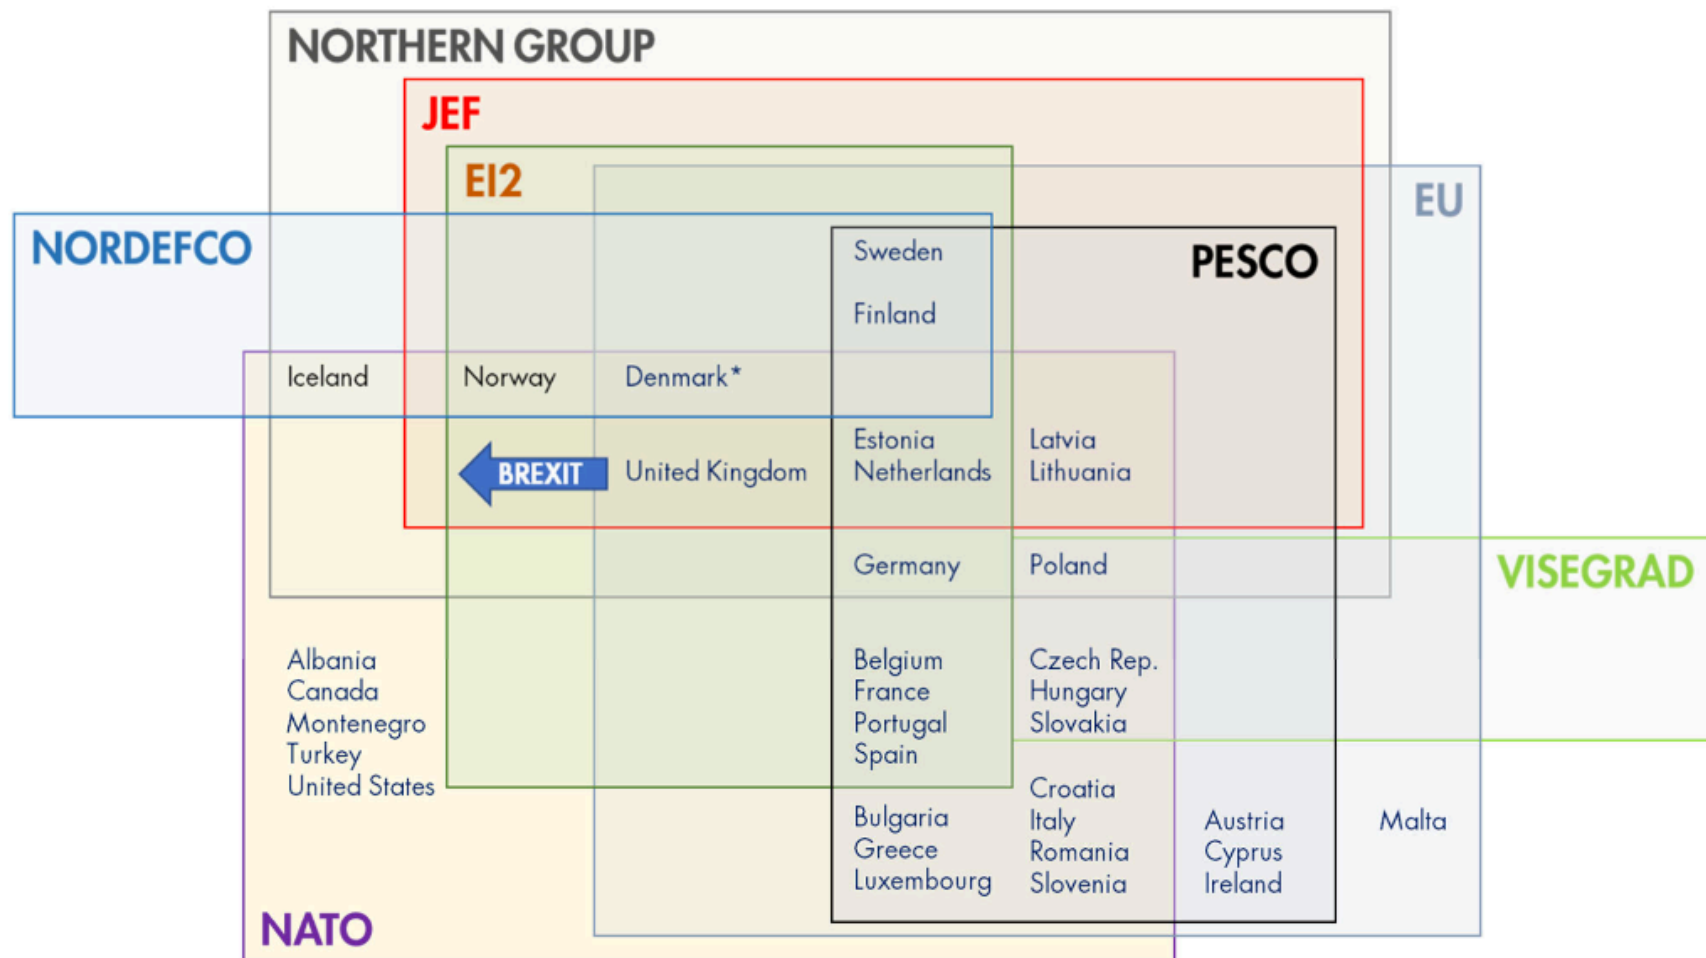 NORTHERN GROUP
JEF
EI2
EU
NORDEFCO
PESCO
Sweden
Finland
Iceland
Norway
Denmark*
Estonia
Latvia
BREXIT
United Kingdom
Netherlands
Lithuania
Germany
Poland
VISEGRAD
Albania
Canada
Montenegro
Turkey
United States
Belgium
France
Portugal
Spain
Czech Rep.
Hungary
Slovakia
Bulgaria
Greece
Luxembourg
Croatia
Italy
Romania
Slovenia
Austria
Cyprus
Ireland
Malta
NATO